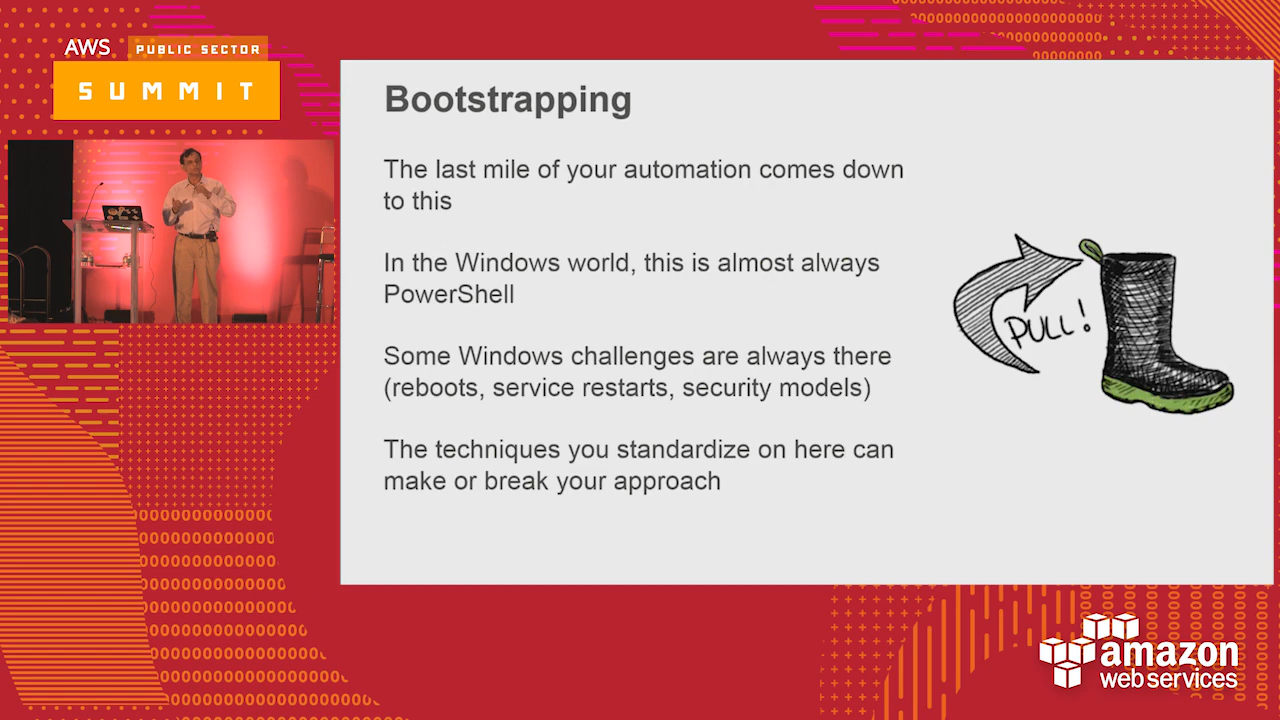 AWS PUBLIC SECTOR
SUMMIT
Bootstrapping
The last mile of your automation comes down
to this
In the Windows world, this is almost always
PowerShell
Some Windows challenges are always there
(reboots, service restarts, security models)
The techniques you standardize on here can
make or break your approach
PULL!
amazon
web services